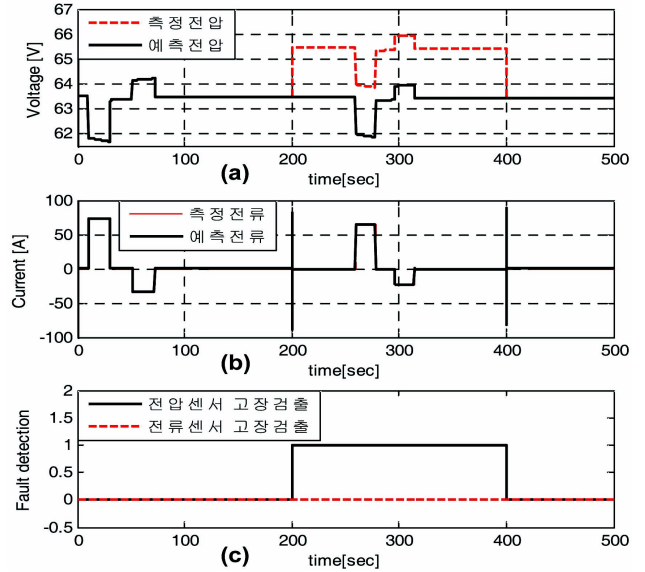 67
66
65
64
63
62
Voltage [V]
측정전압
예측전압
0 100 200 300 400 500
(a)
time[sec]
100
50
0
-50
-100
Current [A]
측정전류
예측전류
0 100 200 300 400 500
(b)
time[sec]
2
1.5
1
0.5
0
-0.5
Fault detection
전압센서 고장검출
전류센서 고장검출
0 100 200 300 400 500
(c)
time[sec]